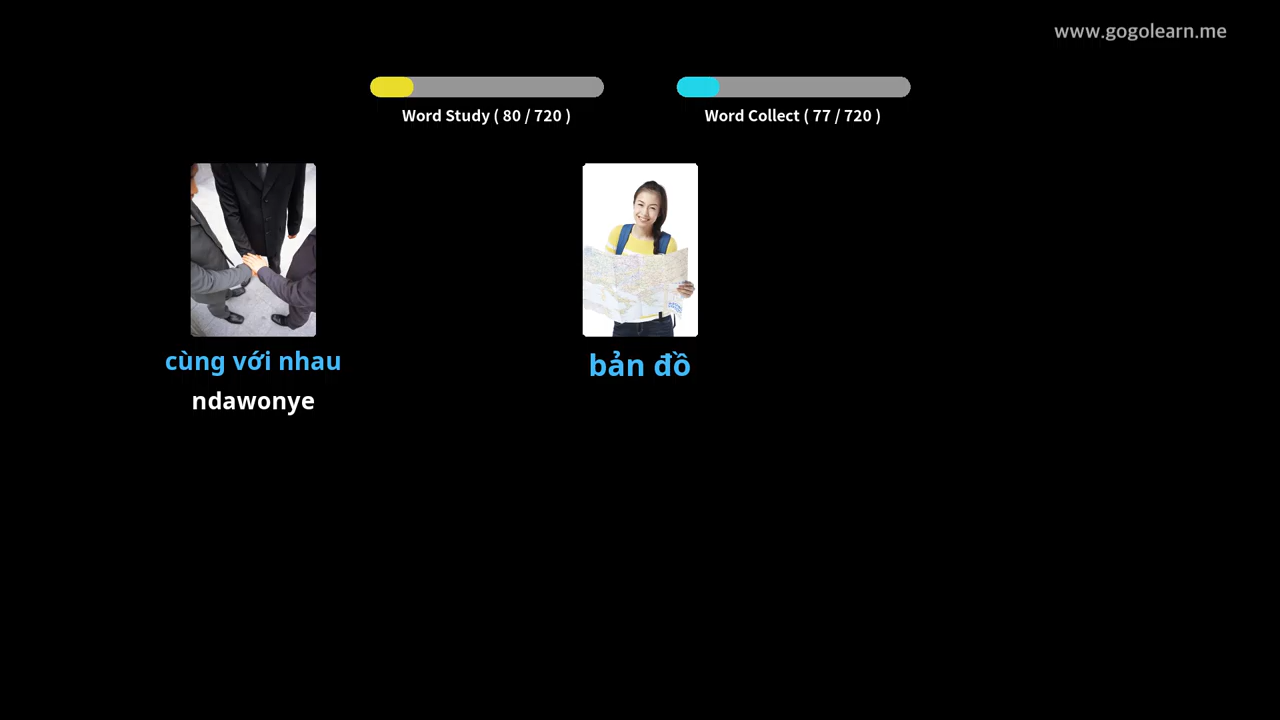 www.gogolearn.me
Word Study ( 80 / 720 )
Word Collect ( 77 / 720 )
cùng với nhau
ndawonye
bản đồ